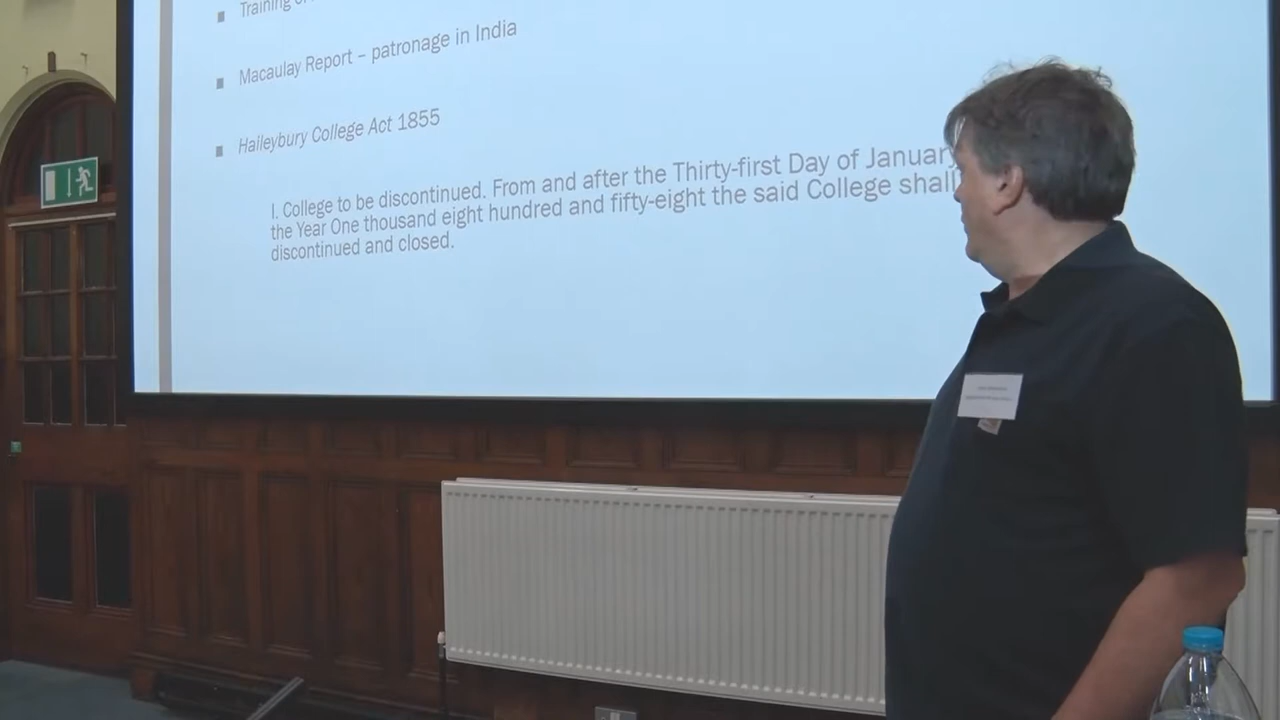 Training
Macaulay Report – patronage in India
Haileybury College Act 1855
I. College to be discontinued. From and after the Thirty-first Day of January
the Year One thousand eight hundred and fifty-eight the said College shall
discontinued and closed.